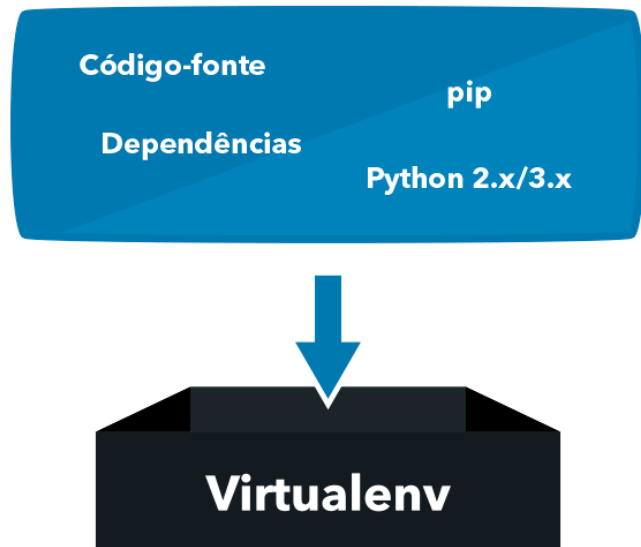 Código-fonte
pip
Dependências
Python 2.x/3.x
Virtualenv